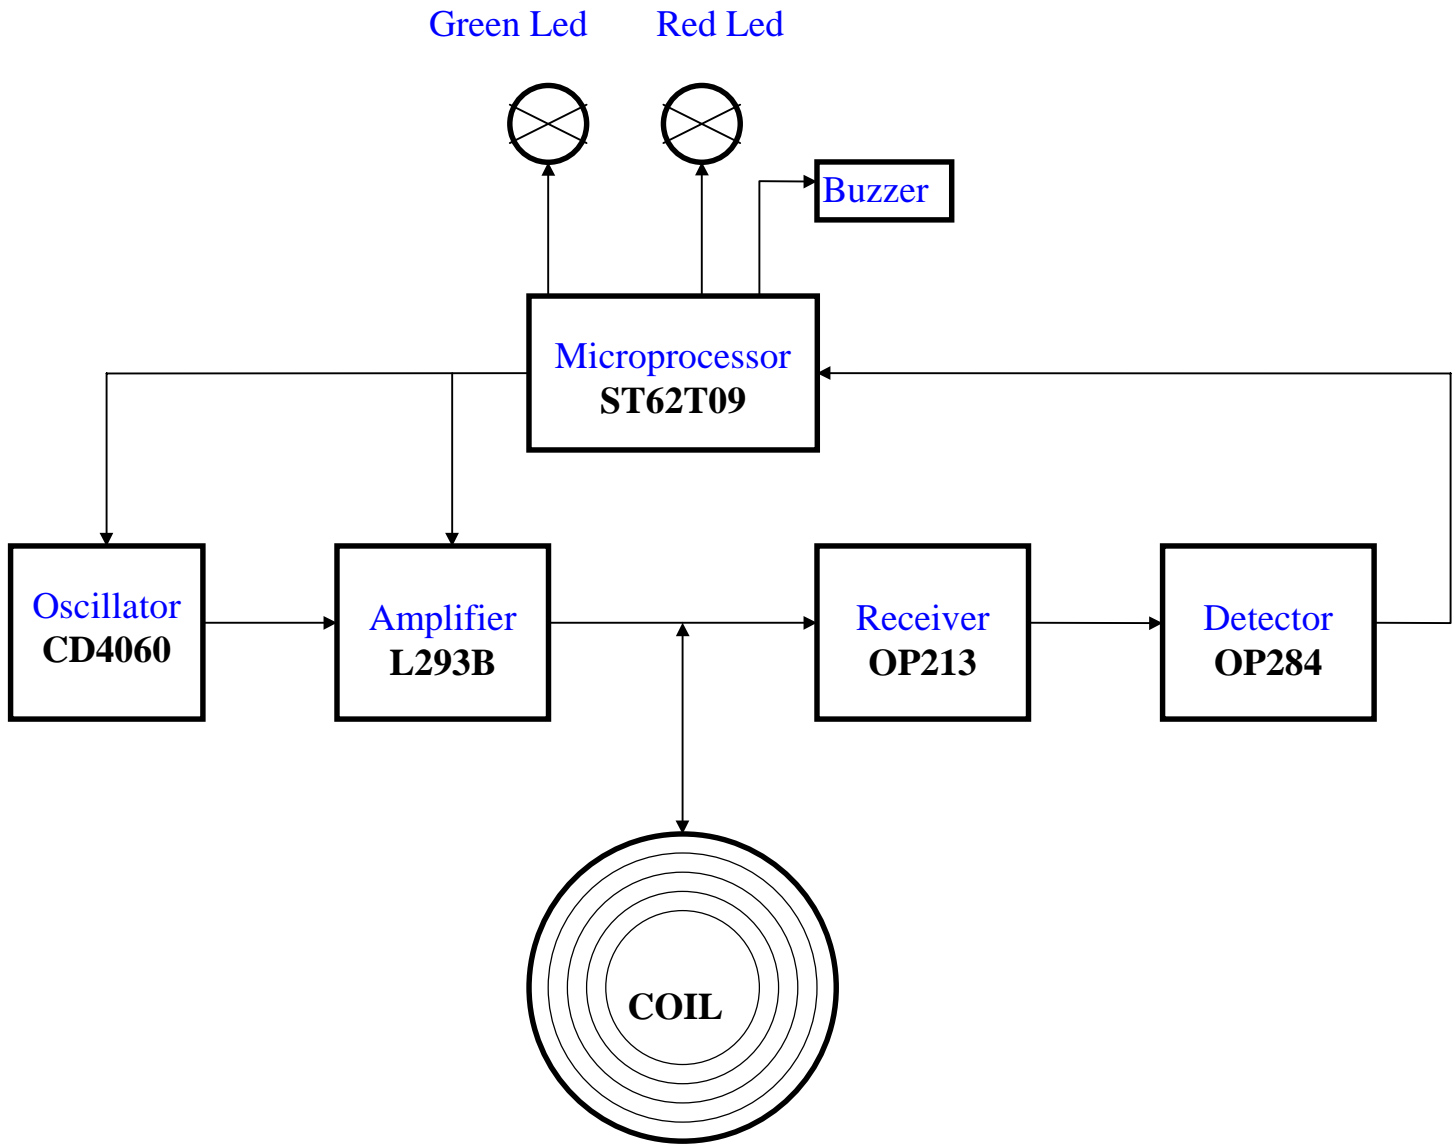 Green Led
Red Led
Buzzer
Microprocessor
ST62T09
Oscillator
CD4060
Amplifier
L293B
Receiver
OP213
Detector
OP284
COIL